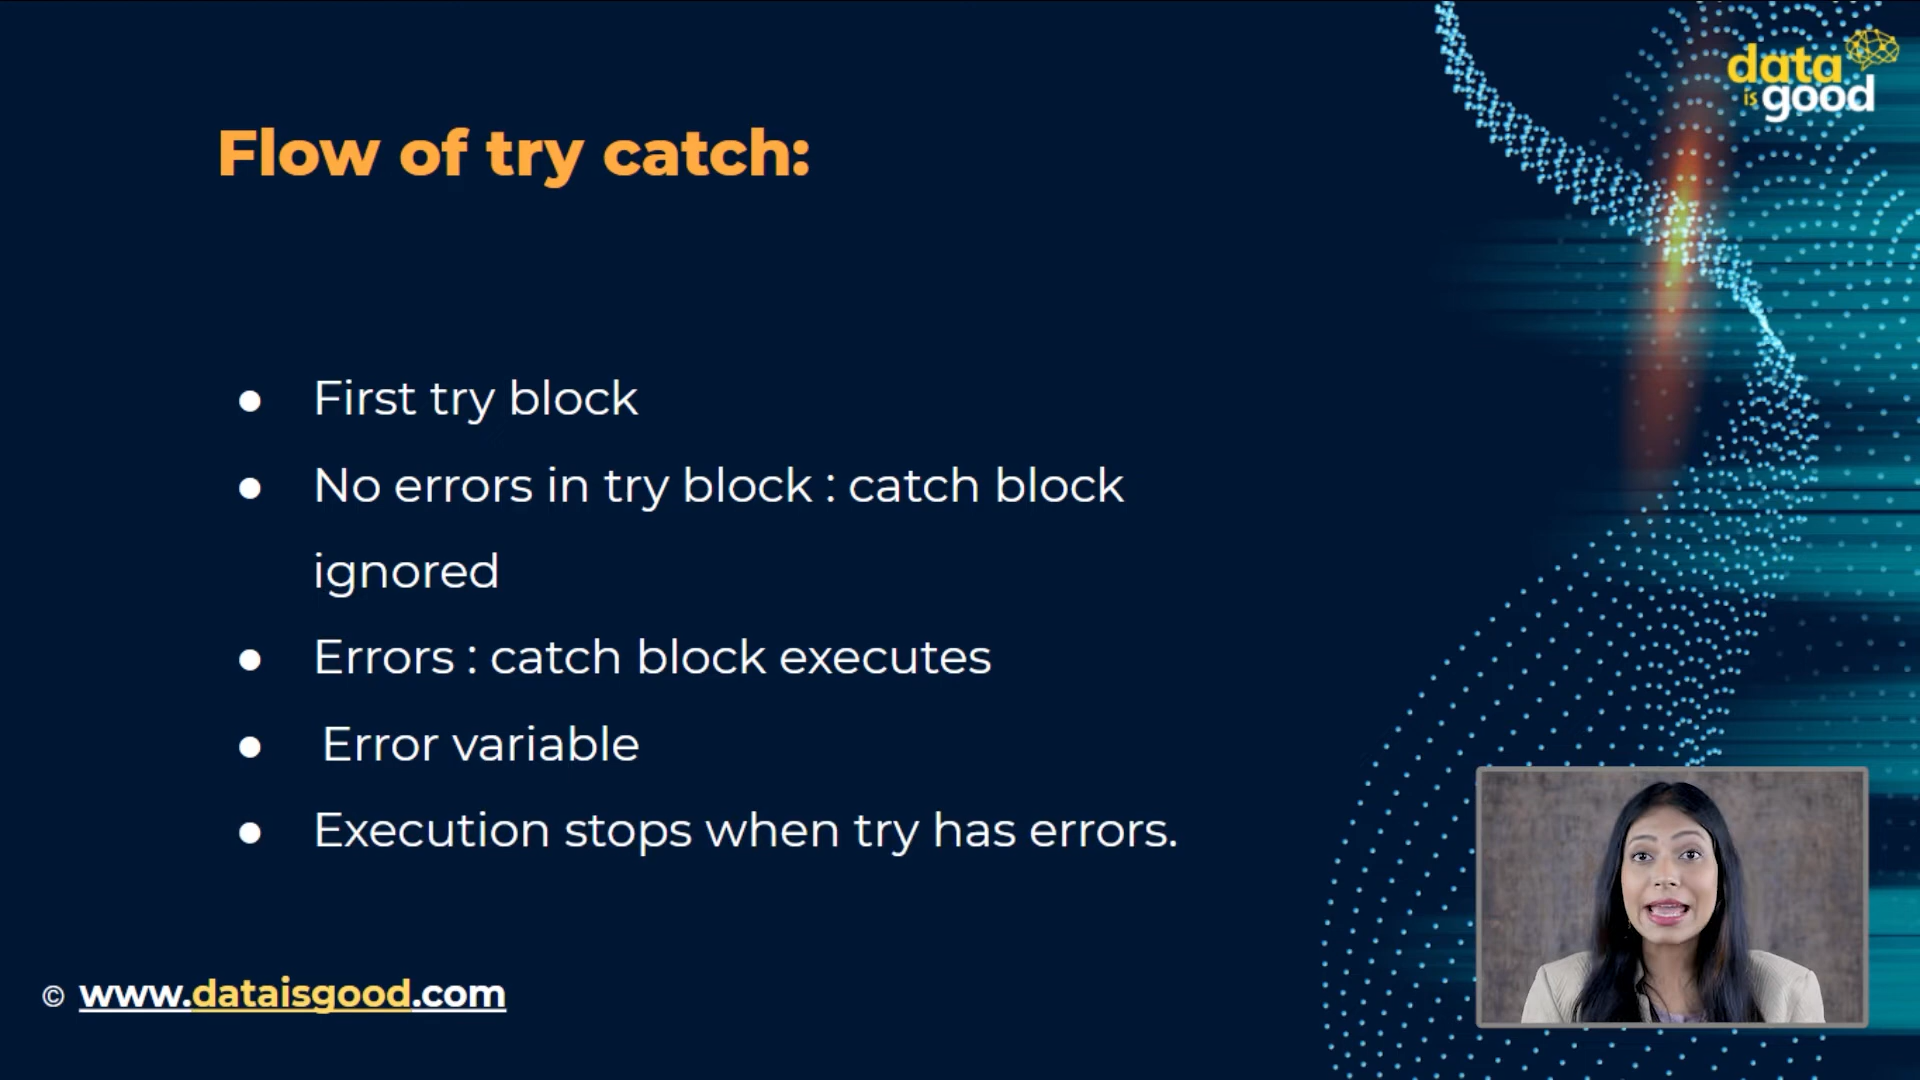 data
is good
Flow of try catch:
● First try block
● No errors in try block : catch block
ignored
● Errors : catch block executes
● Error variable
● Execution stops when try has errors.
© www.dataisgood.com